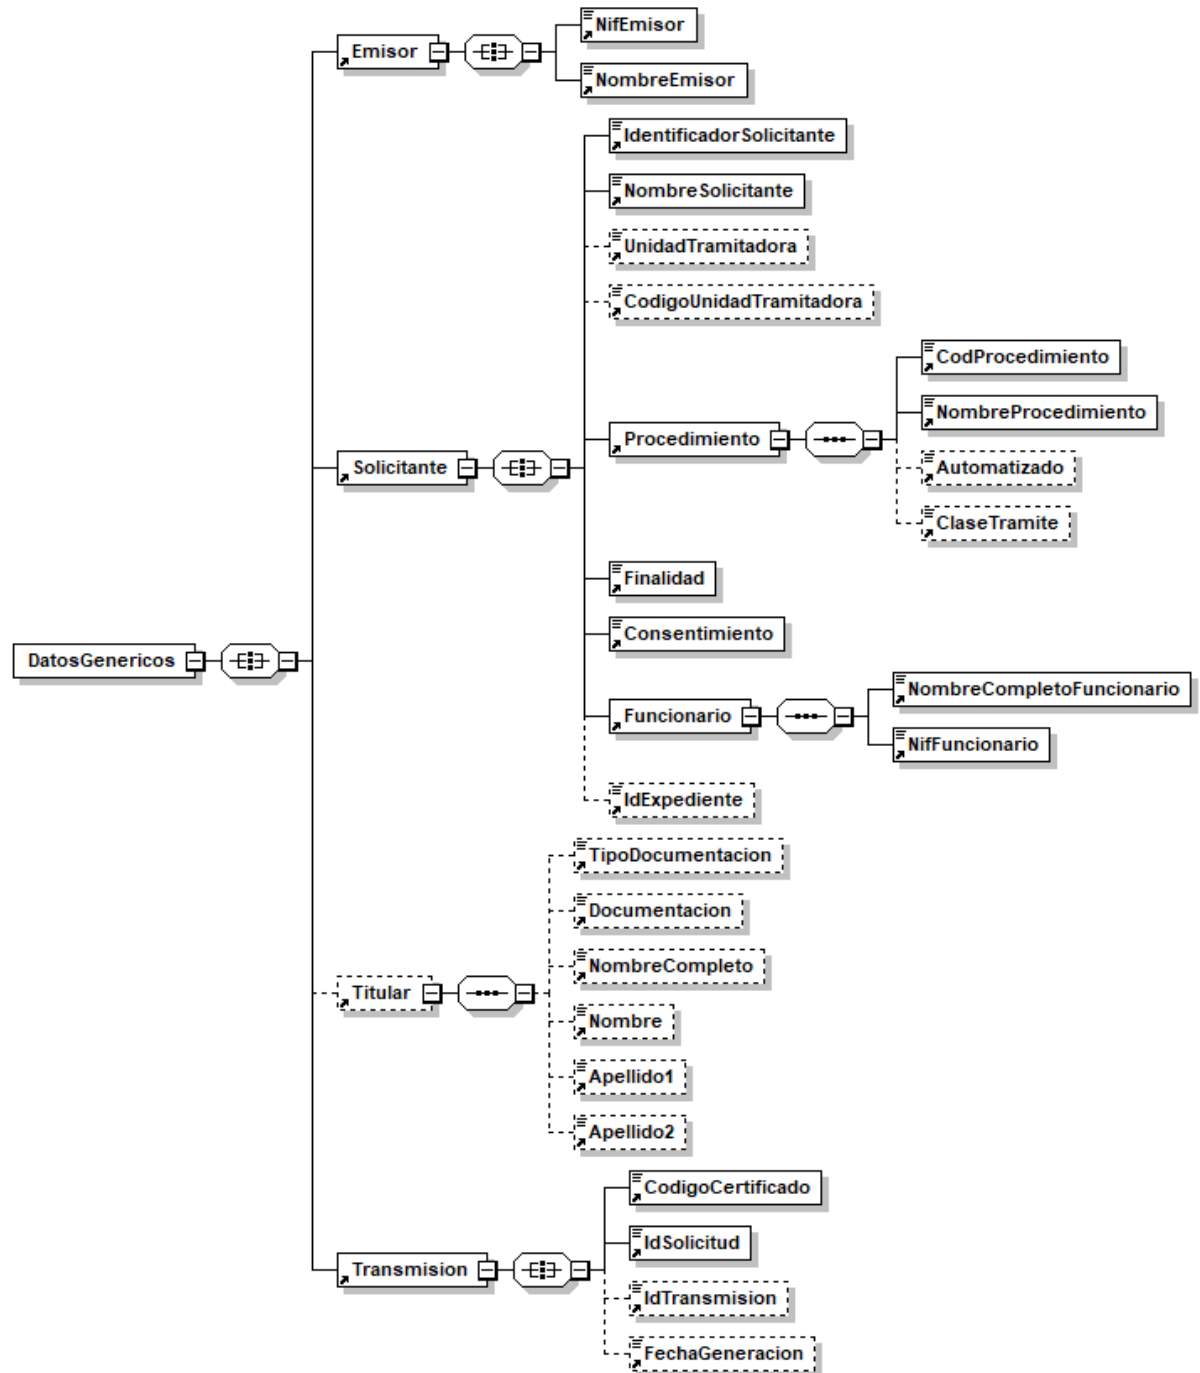 NifEmisor
Emisor
NombreEmisor
IdentificadorSolicitante
NombreSolicitante
UnidadTramitadora
CodigoUnidadTramitadora
CodProcedimiento
NombreProcedimiento
Procedimiento
Solicitante
Automatizado
ClaseTramite
Finalidad
Consentimiento
DatosGenericos
NombreCompletoFuncionario
Funcionario
NifFuncionario
IdExpediente
TipoDocumentacion
Documentacion
NombreCompleto
Titular
Nombre
Apellido1
Apellido2
CodigoCertificado
IdSolicitud
Transmision
IdTransmision
FechaGeneracion